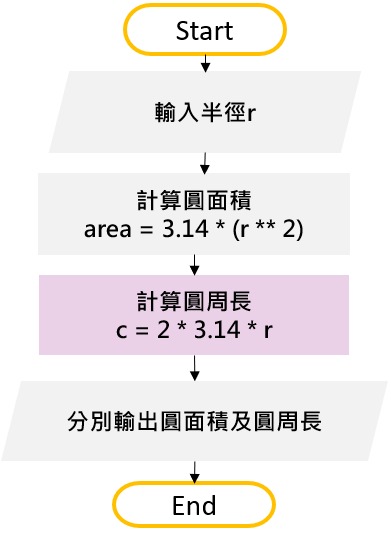 Start
輸入半徑r
計算圓面積
area = 3.14 * (r ** 2)
計算圓周長
c = 2 * 3.14 * r
分別輸出圓面積及圓周長
End